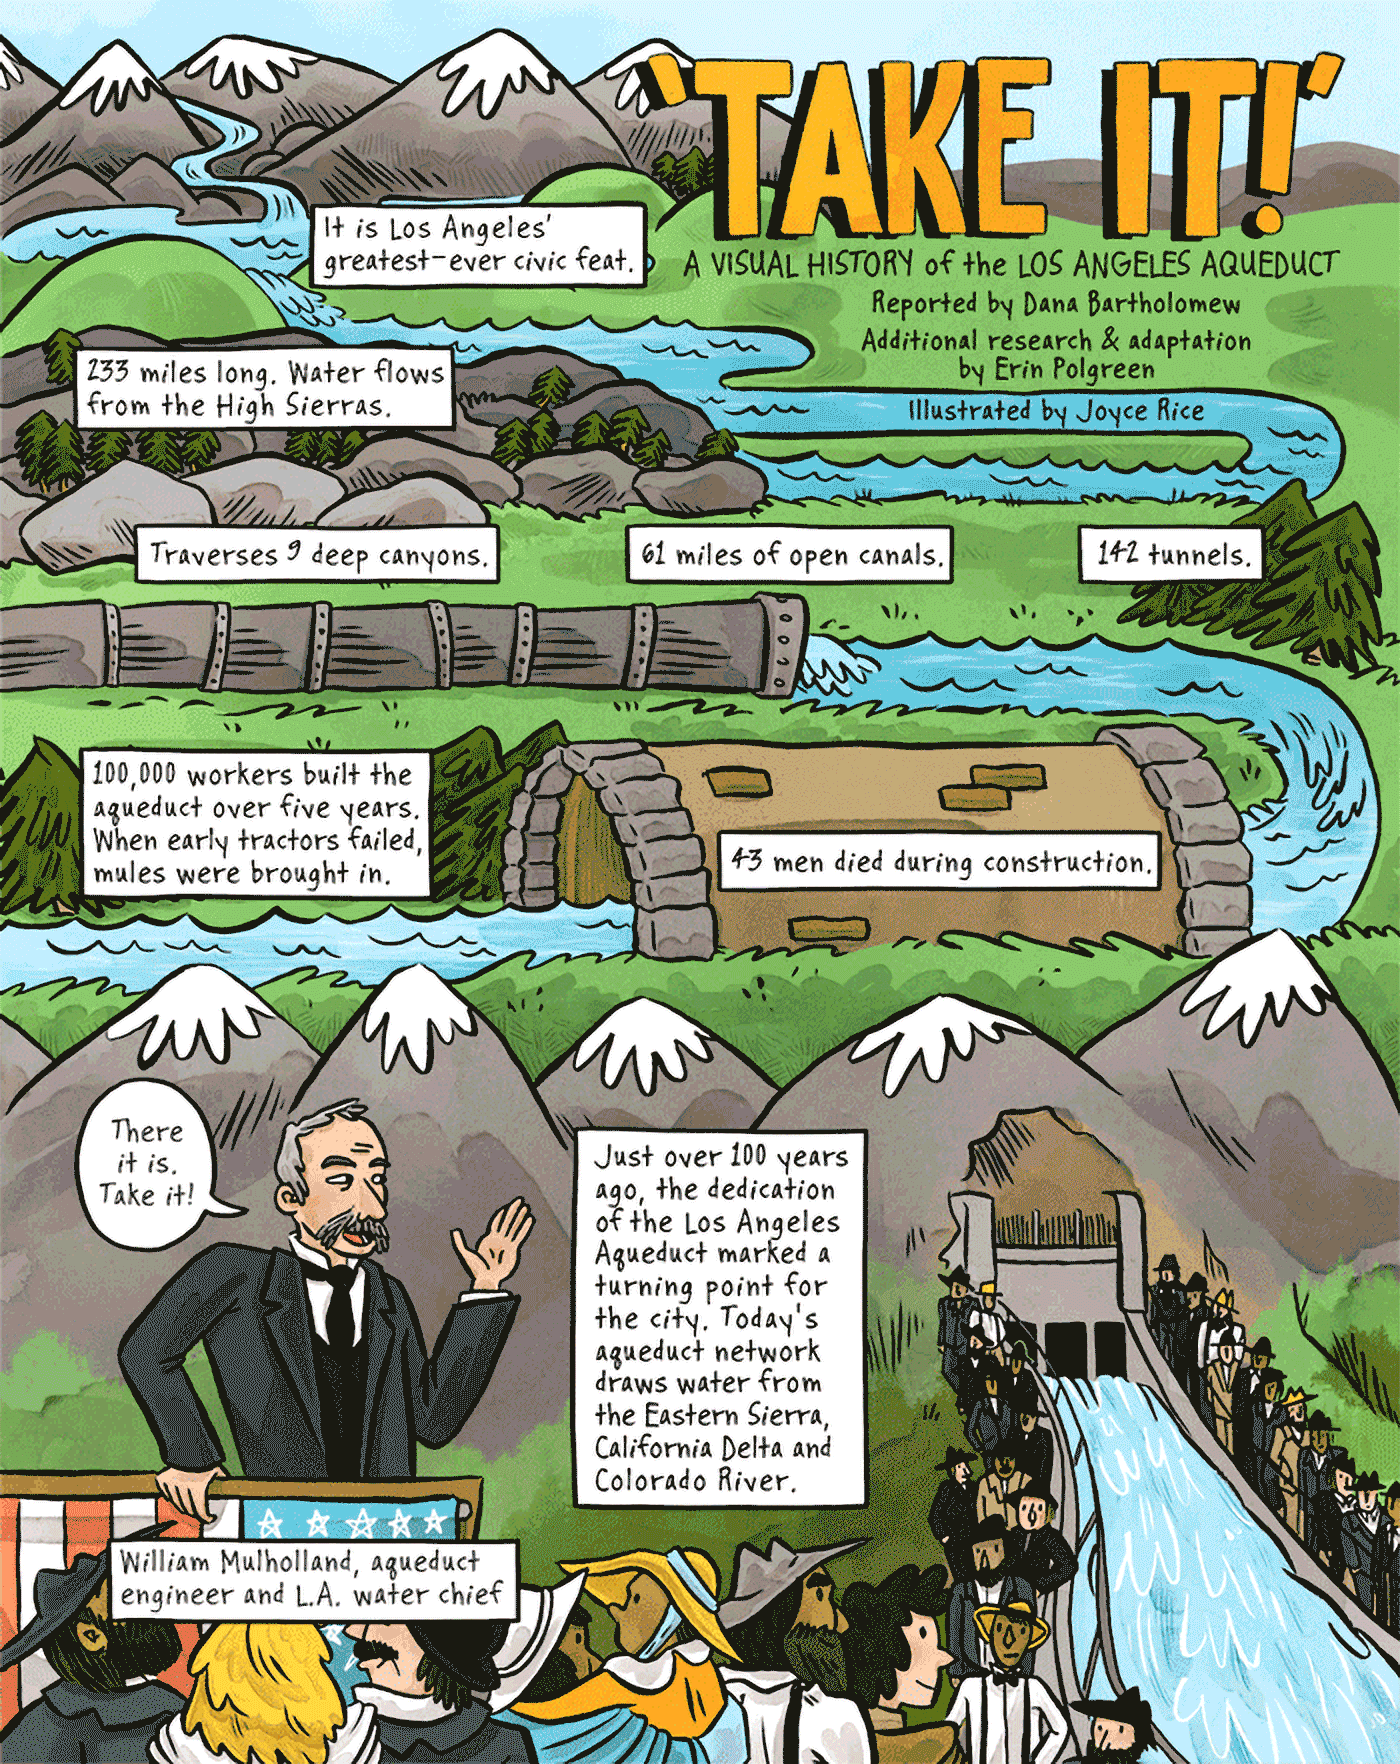 'TAKE IT!'
A VISUAL HISTORY of the LOS ANGELES AQUEDUCT
Reported by Dana Bartholomew
Additional research & adaptation
by Erin Polgreen
Illustrated by Joyce Rice
It is Los Angeles'
greatest-ever civic feat.
233 miles long. Water flows
from the High Sierras.
Traverses 9 deep canyons.
61 miles of open canals.
142 tunnels.
100,000 workers built the
aqueduct over five years.
When early tractors failed,
mules were brought in.
43 men died during construction.
There
it is.
Take it!
Just over 100 years
ago, the dedication
of the Los Angeles
Aqueduct marked a
turning point for
the city. Today's
aqueduct network
draws water from
the Eastern Sierra,
California Delta and
Colorado River.
William Mulholland, aqueduct
engineer and L.A. water chief